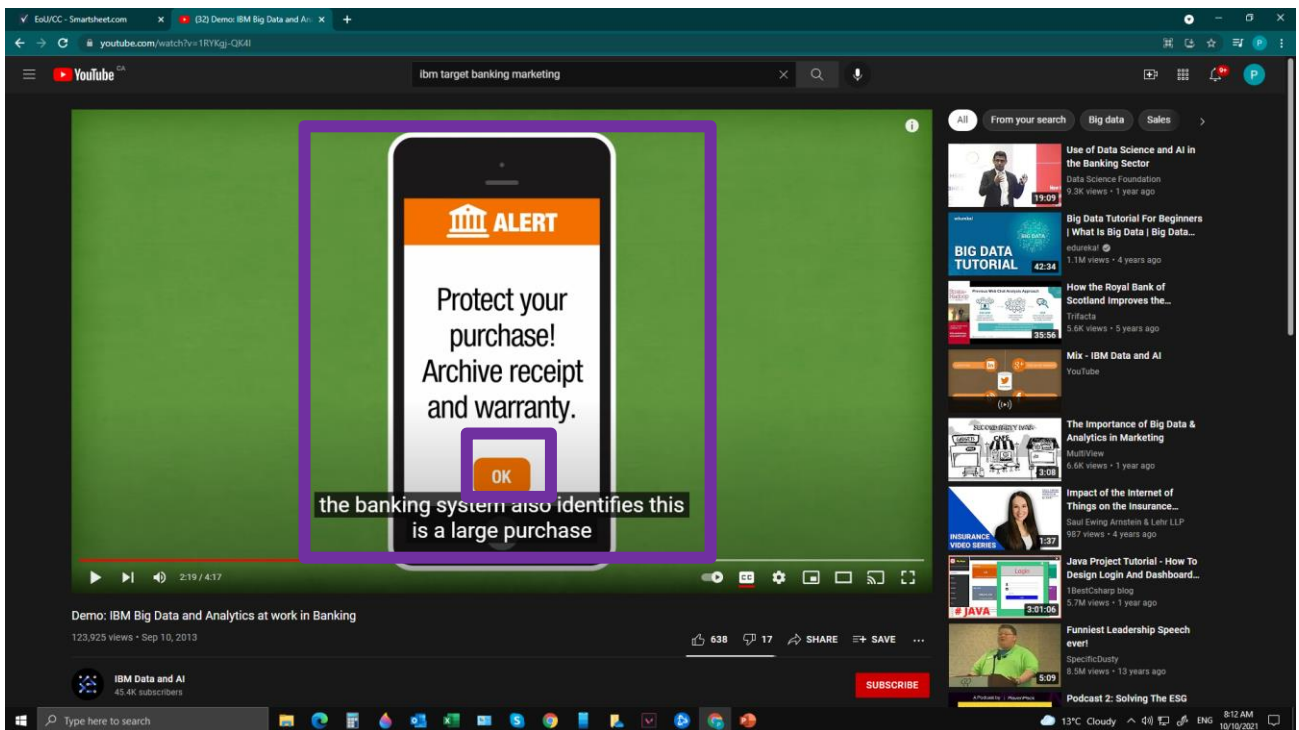 EoU/CC - Smartsheet.com
(32) Demo: IBM Big Data and An
youtube.com/watch?v=1RYKgj-QK4I
YouTube CA
ibm target banking marketing
9+
P
ALERT
Protect your
purchase!
Archive receipt
and warranty.
OK
the banking system also identifies this
is a large purchase
2:19 / 4:17
Demo: IBM Big Data and Analytics at work in Banking
123,925 views • Sep 10, 2013
638
17
SHARE
SAVE
IBM Data and AI
45.4K subscribers
SUBSCRIBE
All
From your search
Big data
Sales
Use of Data Science and AI in
the Banking Sector
Data Science Foundation
9.3K views • 1 year ago
19:09
edureka!
BIG DATA
TUTORIAL
42:34
Big Data Tutorial For Beginners
| What Is Big Data | Big Data...
edureka!
1.1M views • 4 years ago
How the Royal Bank of
Scotland Improves the...
Trifacta
5.6K views • 5 years ago
35:56
Mix - IBM Data and AI
YouTube
The Importance of Big Data &
Analytics in Marketing
MultiView
6.6K views • 1 year ago
CAFE
3:08
Impact of the Internet of
Things on the Insurance...
Saul Ewing Arnstein & Lehr LLP
987 views • 4 years ago
INSURANCE
VIDEO SERIES
1:37
Java Project Tutorial - How To
Design Login And Dashboard...
1BestCsharp blog
5.7M views • 1 year ago
Login
# JAVA
3:01:06
Funniest Leadership Speech
ever!
SpecificDusty
8.5M views • 13 years ago
5:09
Podcast 2: Solving The ESG
Type here to search
13°C Cloudy
ENG
8:12 AM
10/10/2021